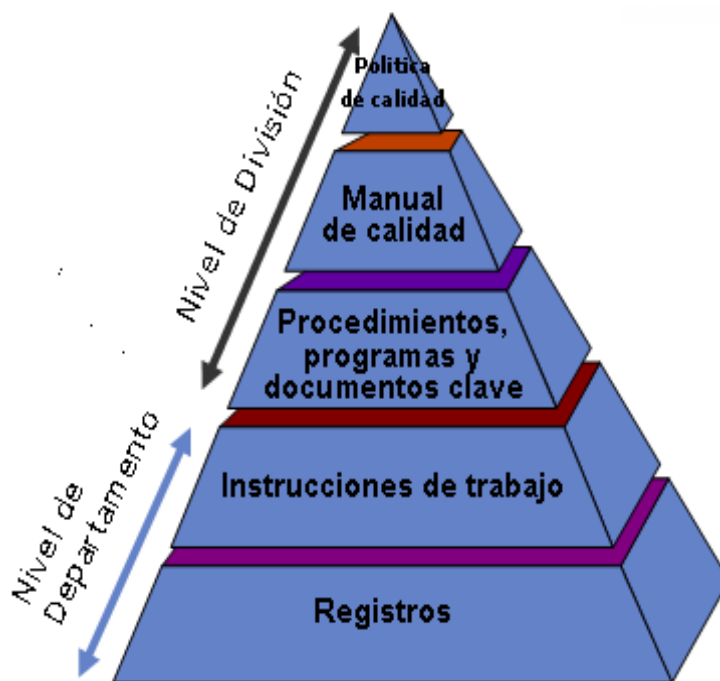 Política
de calidad
Manual
de calidad
Procedimientos,
programas y
documentos clave
Instrucciones de trabajo
Registros
Nivel de División
Nivel de
Departamento